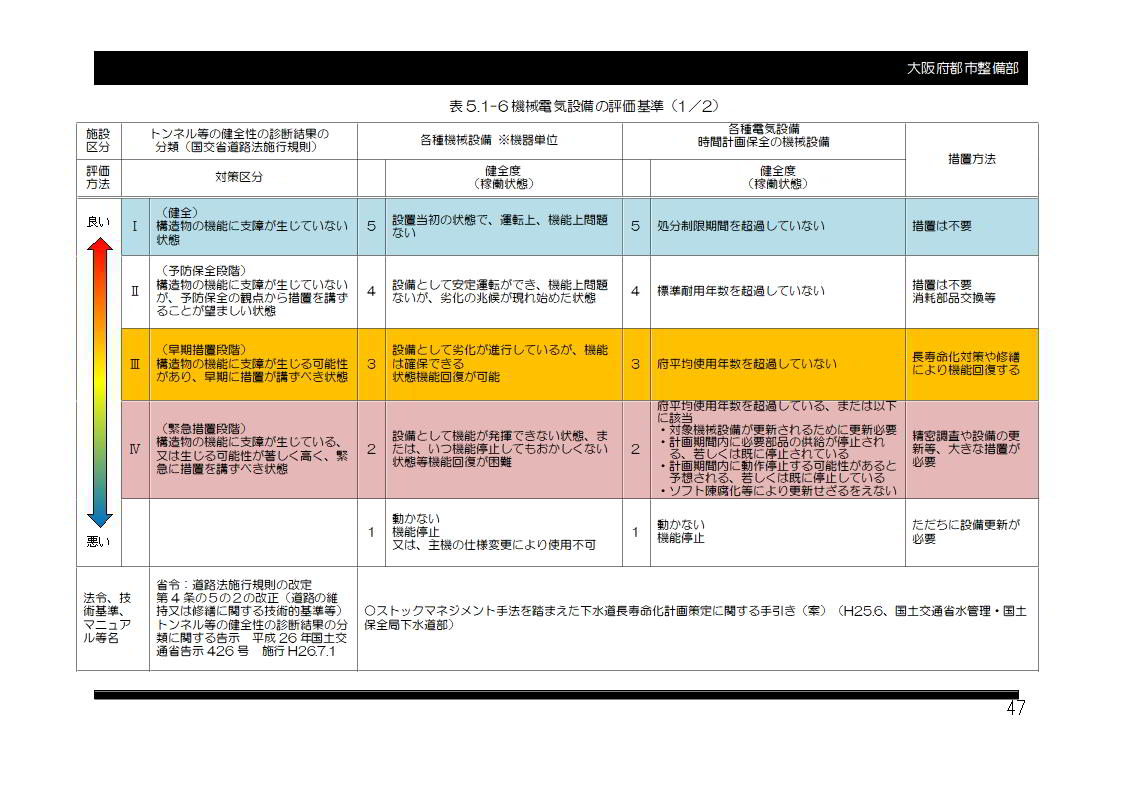 大阪府都市整備部
表5.1-6機械電気設備の評価基準（1／2）
施設
区分
トンネル等の健全性の診断結果の
分類（国交省道路法施行規則）
各種機械設備 ※機器単位
各種電気設備
時間計画保全の機械設備
措置方法
評価
方法
対策区分
健全度
（稼働状態）
健全度
（稼働状態）
良い
Ⅰ
（健全）
構造物の機能に支障が生じていない
状態
5
設置当初の状態で、運転上、機能上問題
ない
5
処分制限期間を超過していない
措置は不要
Ⅱ
（予防保全段階）
構造物の機能に支障が生じていない
が、予防保全の観点から措置を講ず
ることが望ましい状態
4
設備として安定運転ができ、機能上問題
ないが、劣化の兆候が現れ始めた状態
4
標準耐用年数を超過していない
措置は不要
消耗部品交換等
Ⅲ
（早期措置段階）
構造物の機能に支障が生じる可能性
があり、早期に措置が講ずべき状態
3
設備として劣化が進行しているが、機能
は確保できる
状態機能回復が可能
3
府平均使用年数を超過していない
長寿命化対策や修繕
により機能回復する
Ⅳ
（緊急措置段階）
構造物の機能に支障が生じている、
又は生じる可能性が著しく高く、緊
急に措置を講ずべき状態
2
設備として機能が発揮できない状態、ま
たは、いつ機能停止してもおかしくない
状態等機能回復が困難
2
府平均使用年数を超過している、または以下
に該当
・対象機械設備が更新されるために更新必要
・計画期間内に必要部品の供給が停止され
る、若しくは既に停止されている
・計画期間内に動作停止する可能性があると
予想される、若しくは既に停止している
・ソフト陳腐化等により更新せざるをえない
精密調査や設備の更
新等、大きな措置が
必要
悪い
1
動かない
機能停止
又は、主機の仕様変更により使用不可
1
動かない
機能停止
ただちに設備更新が
必要
法令、技
術基準、
マニュア
ル等名
省令：道路法施行規則の改定
第4条の5の2の改正（道路の維
持又は修繕に関する技術的基準等）
トンネル等の健全性の診断結果の分
類に関する告示　平成26年国土交
通省告示426号　施行H26.7.1
○ストックマネジメント手法を踏まえた下水道長寿命化計画策定に関する手引き（案）（H25.6、国土交通省水管理・国土
保全局下水道部）
47